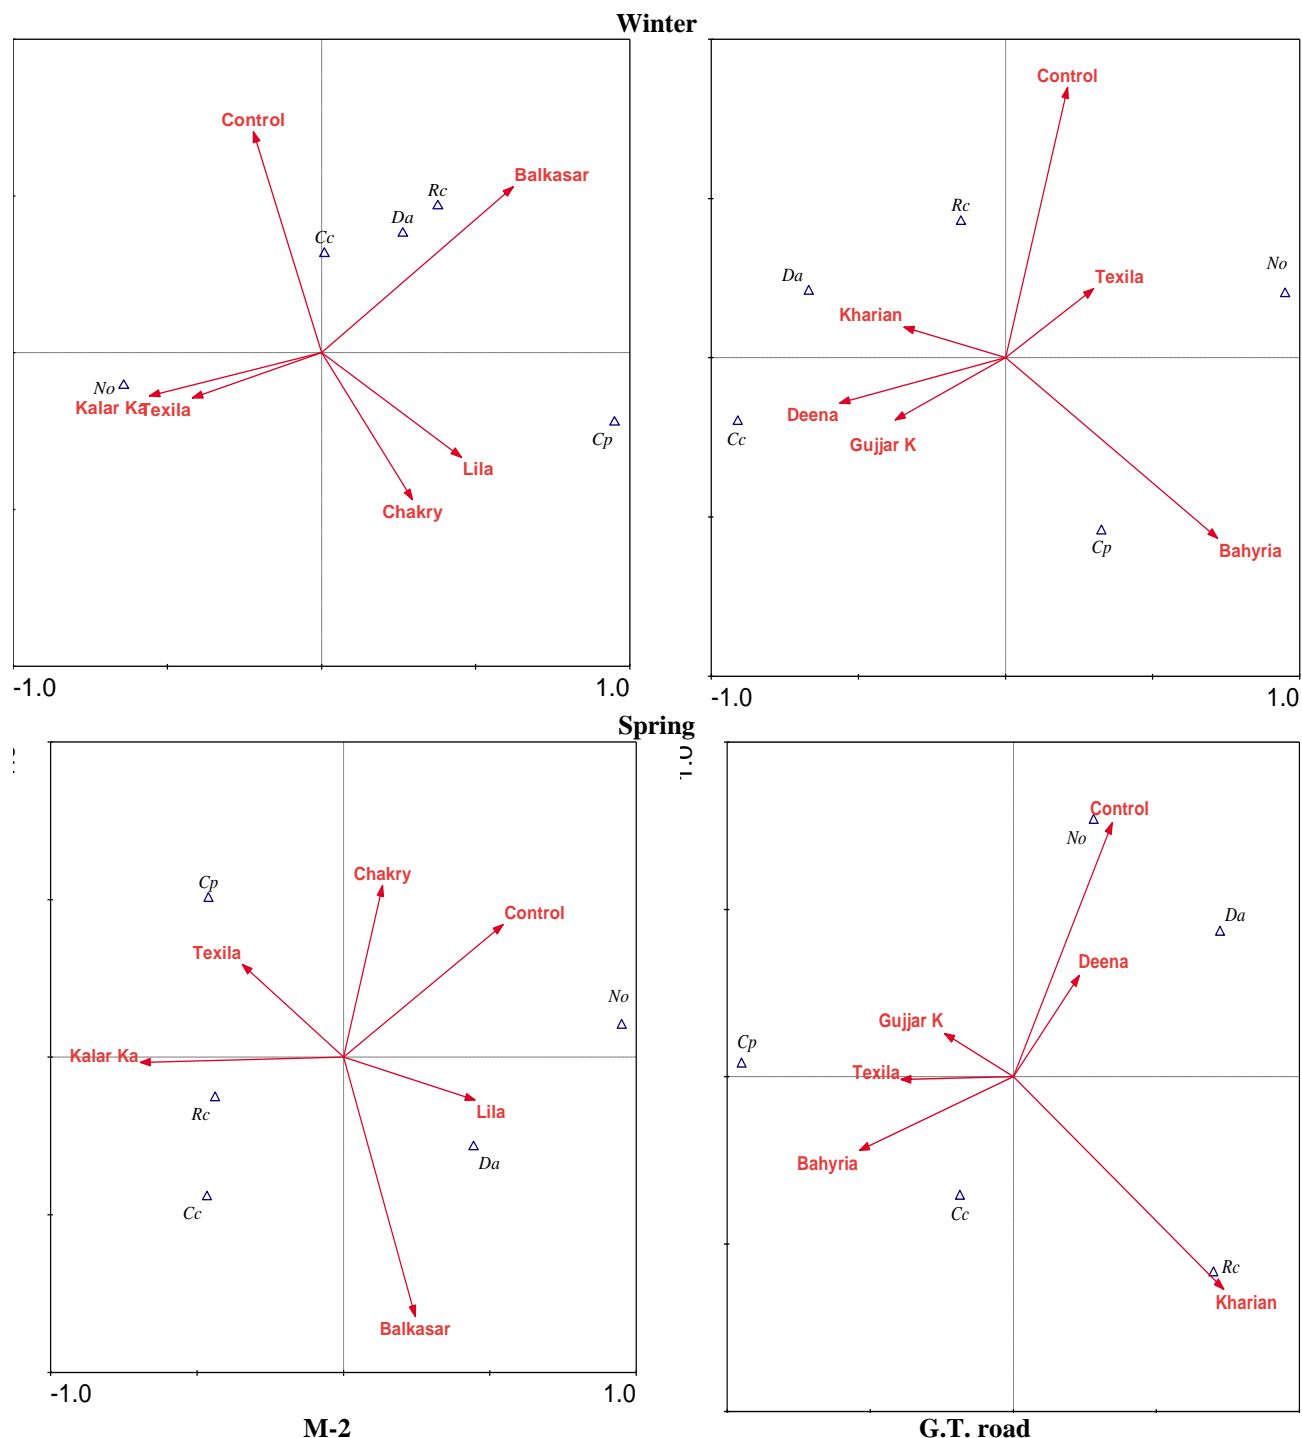 Winter
Control
Balkasar
Rc
Da
Cc
No
Kalar Ka
Texila
Cp
Lila
Chakry
-1.0 1.0
Control
Rc
No
Texila
Da
Kharian
Deena
Gujjar K
Cc
Cp
Bahyria
-1.0 1.0
Spring
Chakry
Cp
Control
Texila
No
Kalar Ka
Lila
Rc
Da
Cc
Balkasar
-1.0 1.0
M-2
1.0
Control
No
Da
Deena
Gujjar K
Cp
Texila
Bahyria
Cc
Rc
Kharian
G.T. road